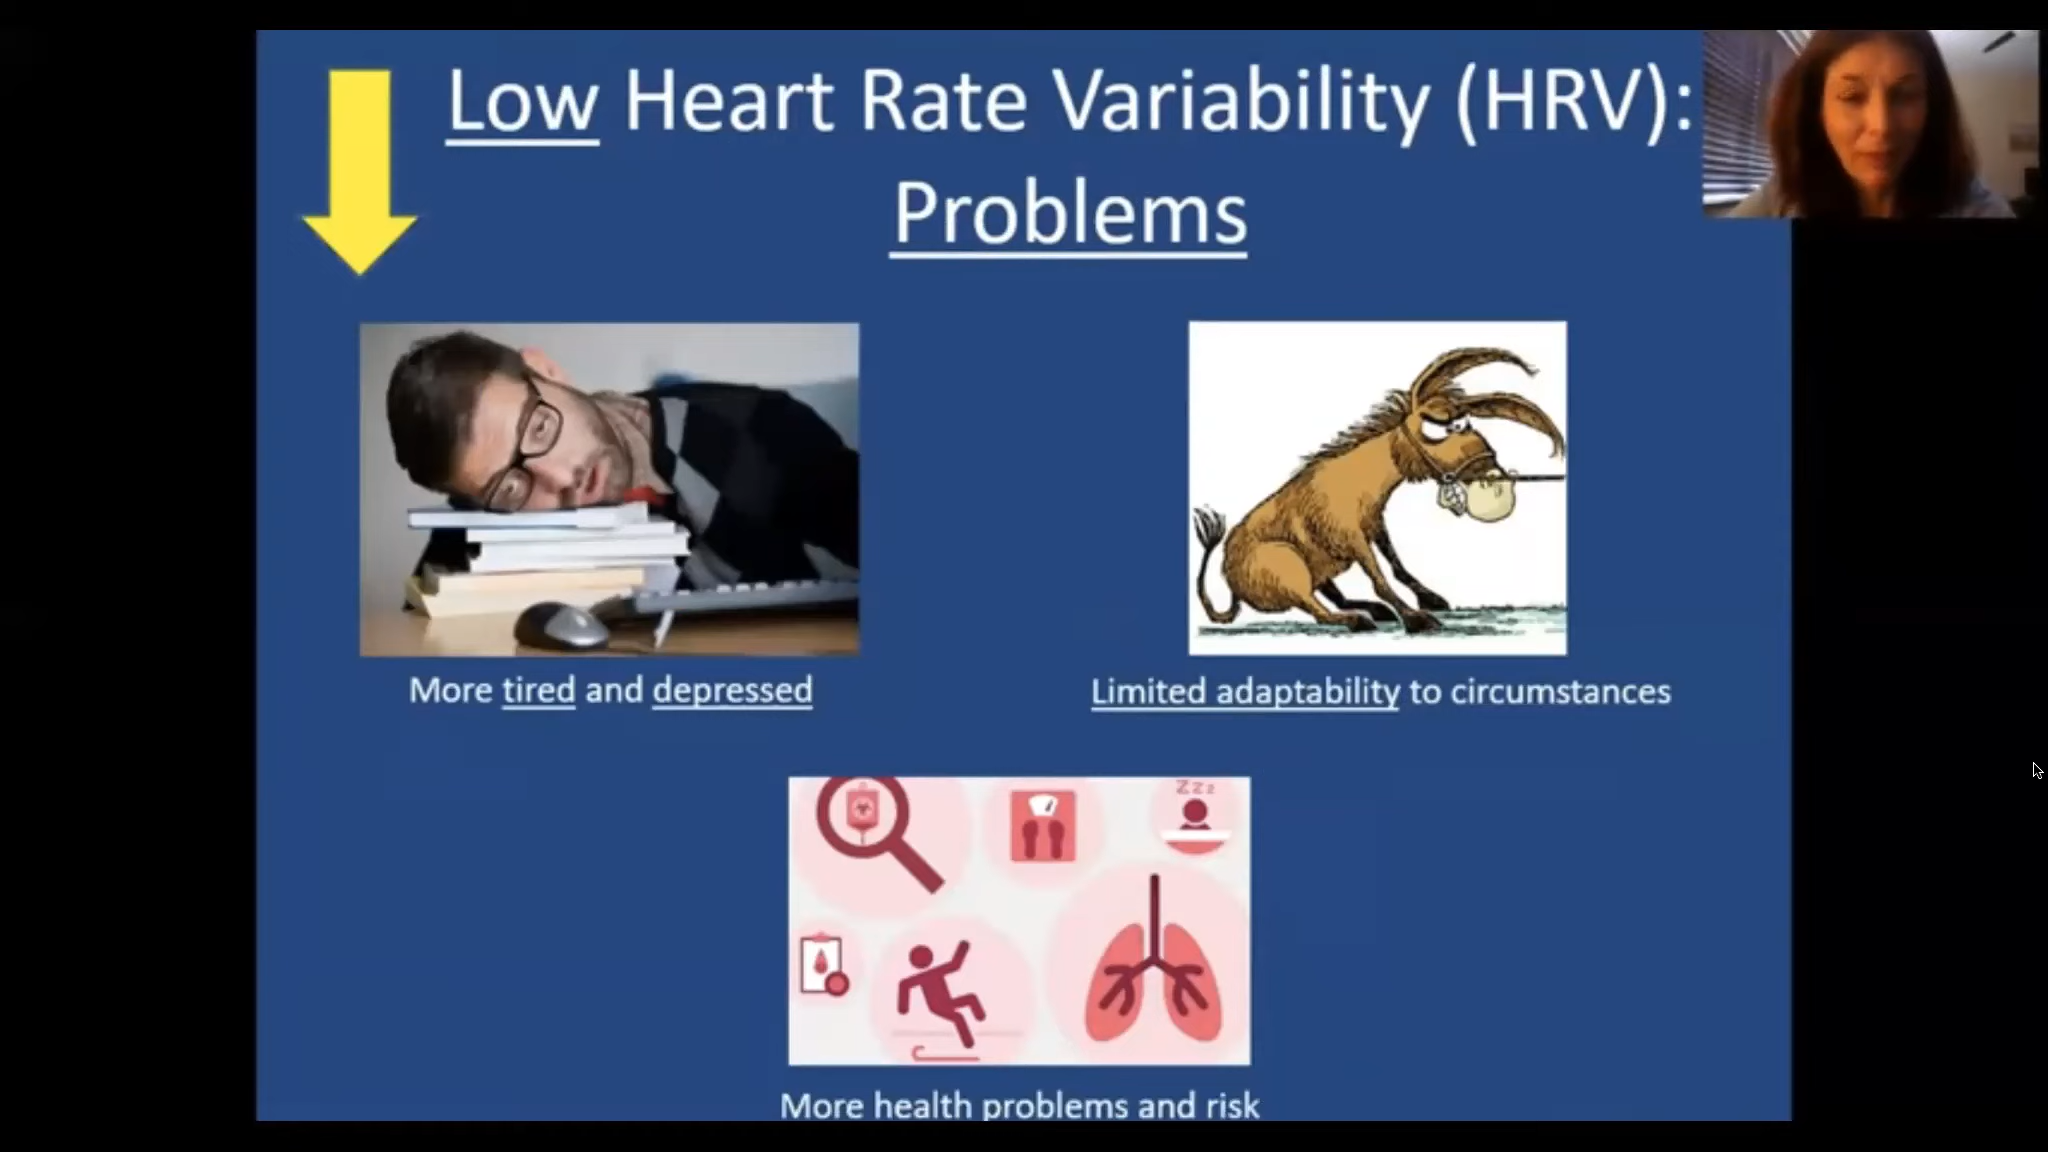 Low Heart Rate Variability (HRV):
Problems
More tired and depressed
Limited adaptability to circumstances
zzz
More health problems and risk